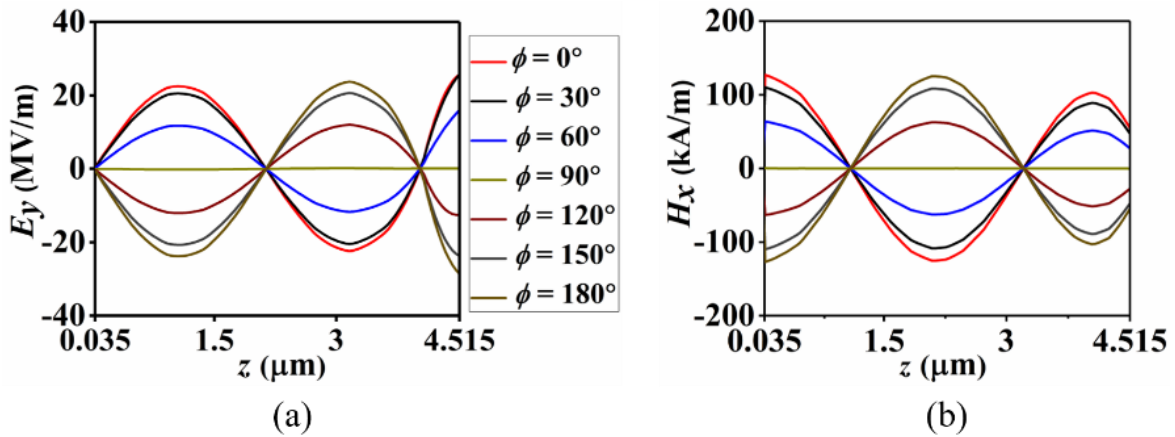 40
20
0
-20
-40
Ey (MV/m)
0.035 1.5 3 4.515
z (μm)
(a)
ϕ = 0°
ϕ = 30°
ϕ = 60°
ϕ = 90°
ϕ = 120°
ϕ = 150°
ϕ = 180°
200
100
0
-100
-200
Hx (kA/m)
0.035 1.5 3 4.515
z (μm)
(b)